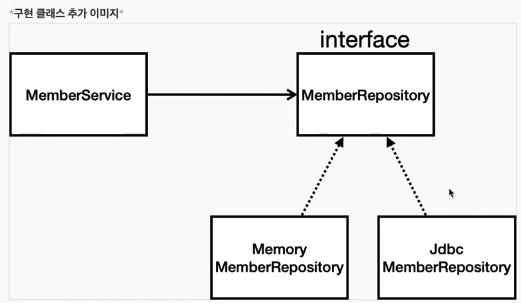 *구현 클래스 추가 이미지*
interface
MemberService
MemberRepository
Memory
MemberRepository
Jdbc
MemberRepository